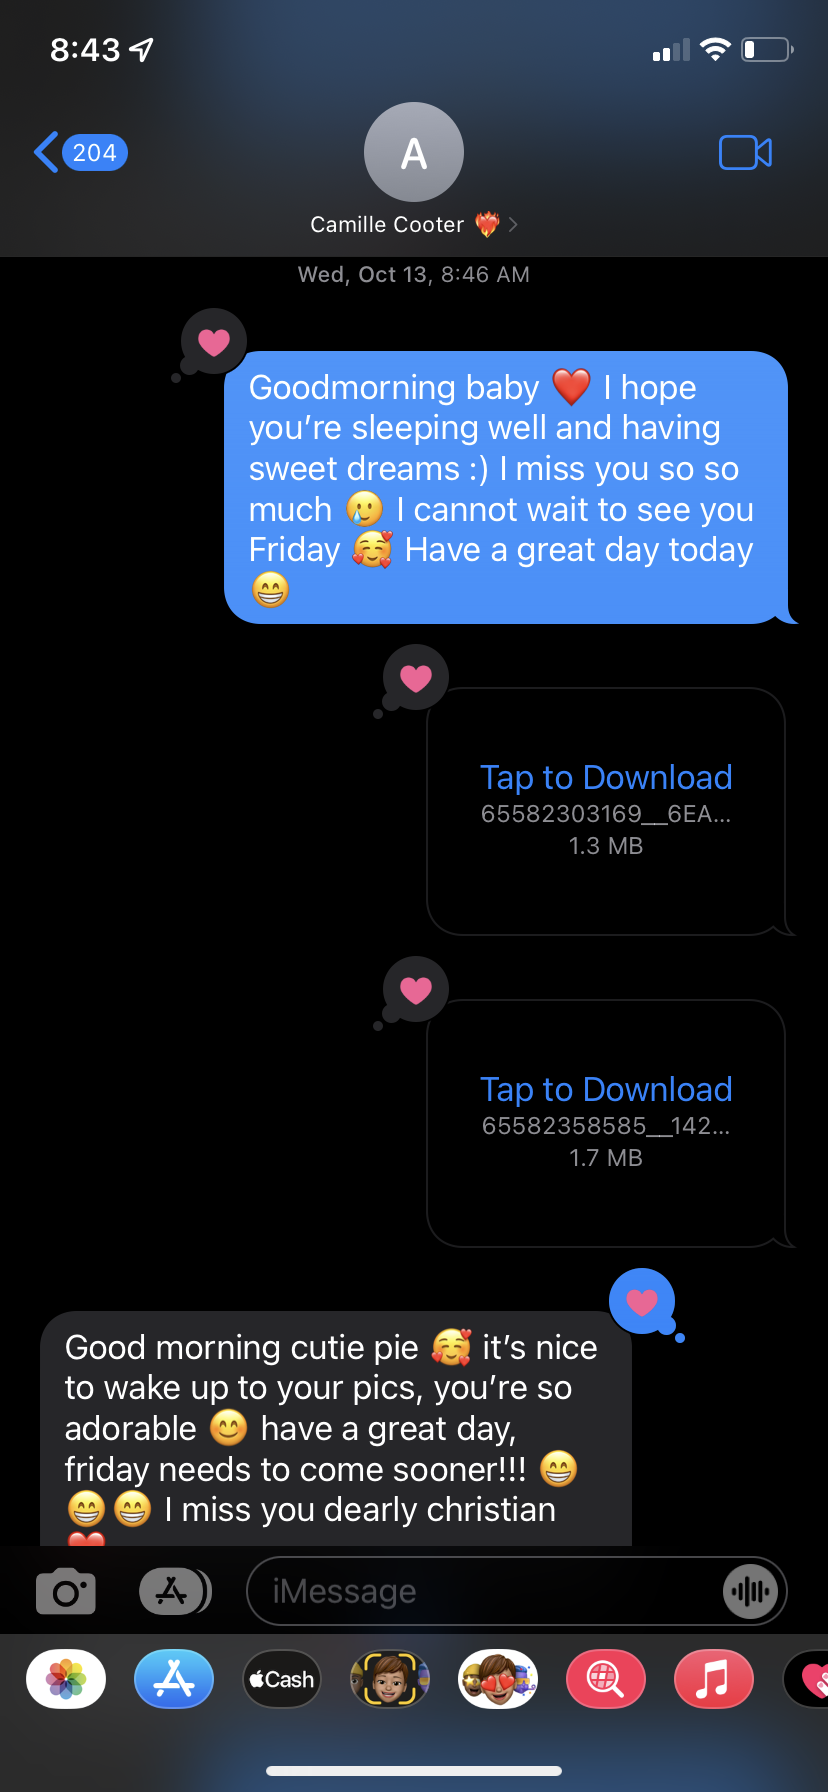 8:43
204
A
Camille Cooter ❤️‍🔥
Wed, Oct 13, 8:46 AM
Goodmorning baby ❤️ I hope
you're sleeping well and having
sweet dreams :) I miss you so so
much 🥲 I cannot wait to see you
Friday 🥰 Have a great day today
😁
Tap to Download
65582303169__6EA...
1.3 MB
Tap to Download
65582358585__142...
1.7 MB
Good morning cutie pie 🥰 it's nice
to wake up to your pics, you're so
adorable 😊 have a great day,
friday needs to come sooner!!! 😁
😁😁 I miss you dearly christian
❤️
iMessage
Cash